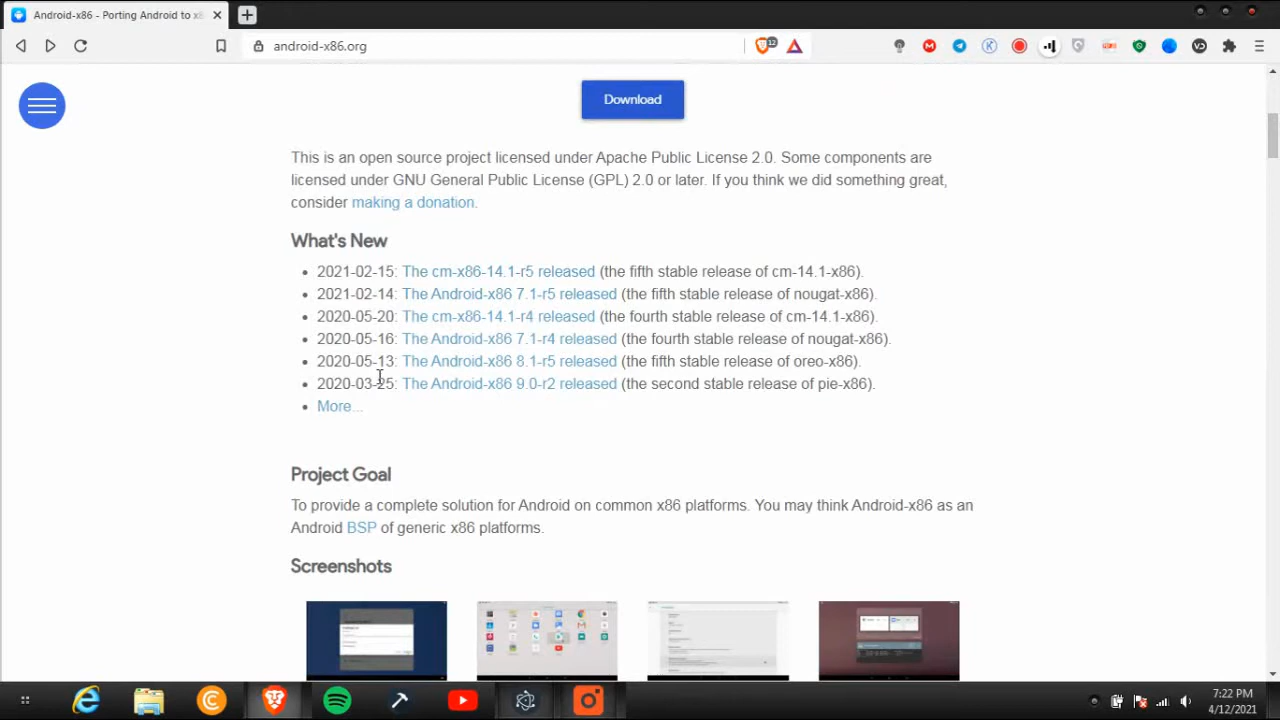 Android-x86 - Porting Android to x8
android-x86.org
12
Download
This is an open source project licensed under Apache Public License 2.0. Some components are
licensed under GNU General Public License (GPL) 2.0 or later. If you think we did something great,
consider making a donation.
What's New
2021-02-15: The cm-x86-14.1-r5 released (the fifth stable release of cm-14.1-x86).
2021-02-14: The Android-x86 7.1-r5 released (the fifth stable release of nougat-x86).
2020-05-20: The cm-x86-14.1-r4 released (the fourth stable release of cm-14.1-x86).
2020-05-16: The Android-x86 7.1-r4 released (the fourth stable release of nougat-x86).
2020-05-13: The Android-x86 8.1-r5 released (the fifth stable release of oreo-x86).
2020-03-25: The Android-x86 9.0-r2 released (the second stable release of pie-x86).
More...
Project Goal
To provide a complete solution for Android on common x86 platforms. You may think Android-x86 as an
Android BSP of generic x86 platforms.
Screenshots
7:22 PM
4/12/2021